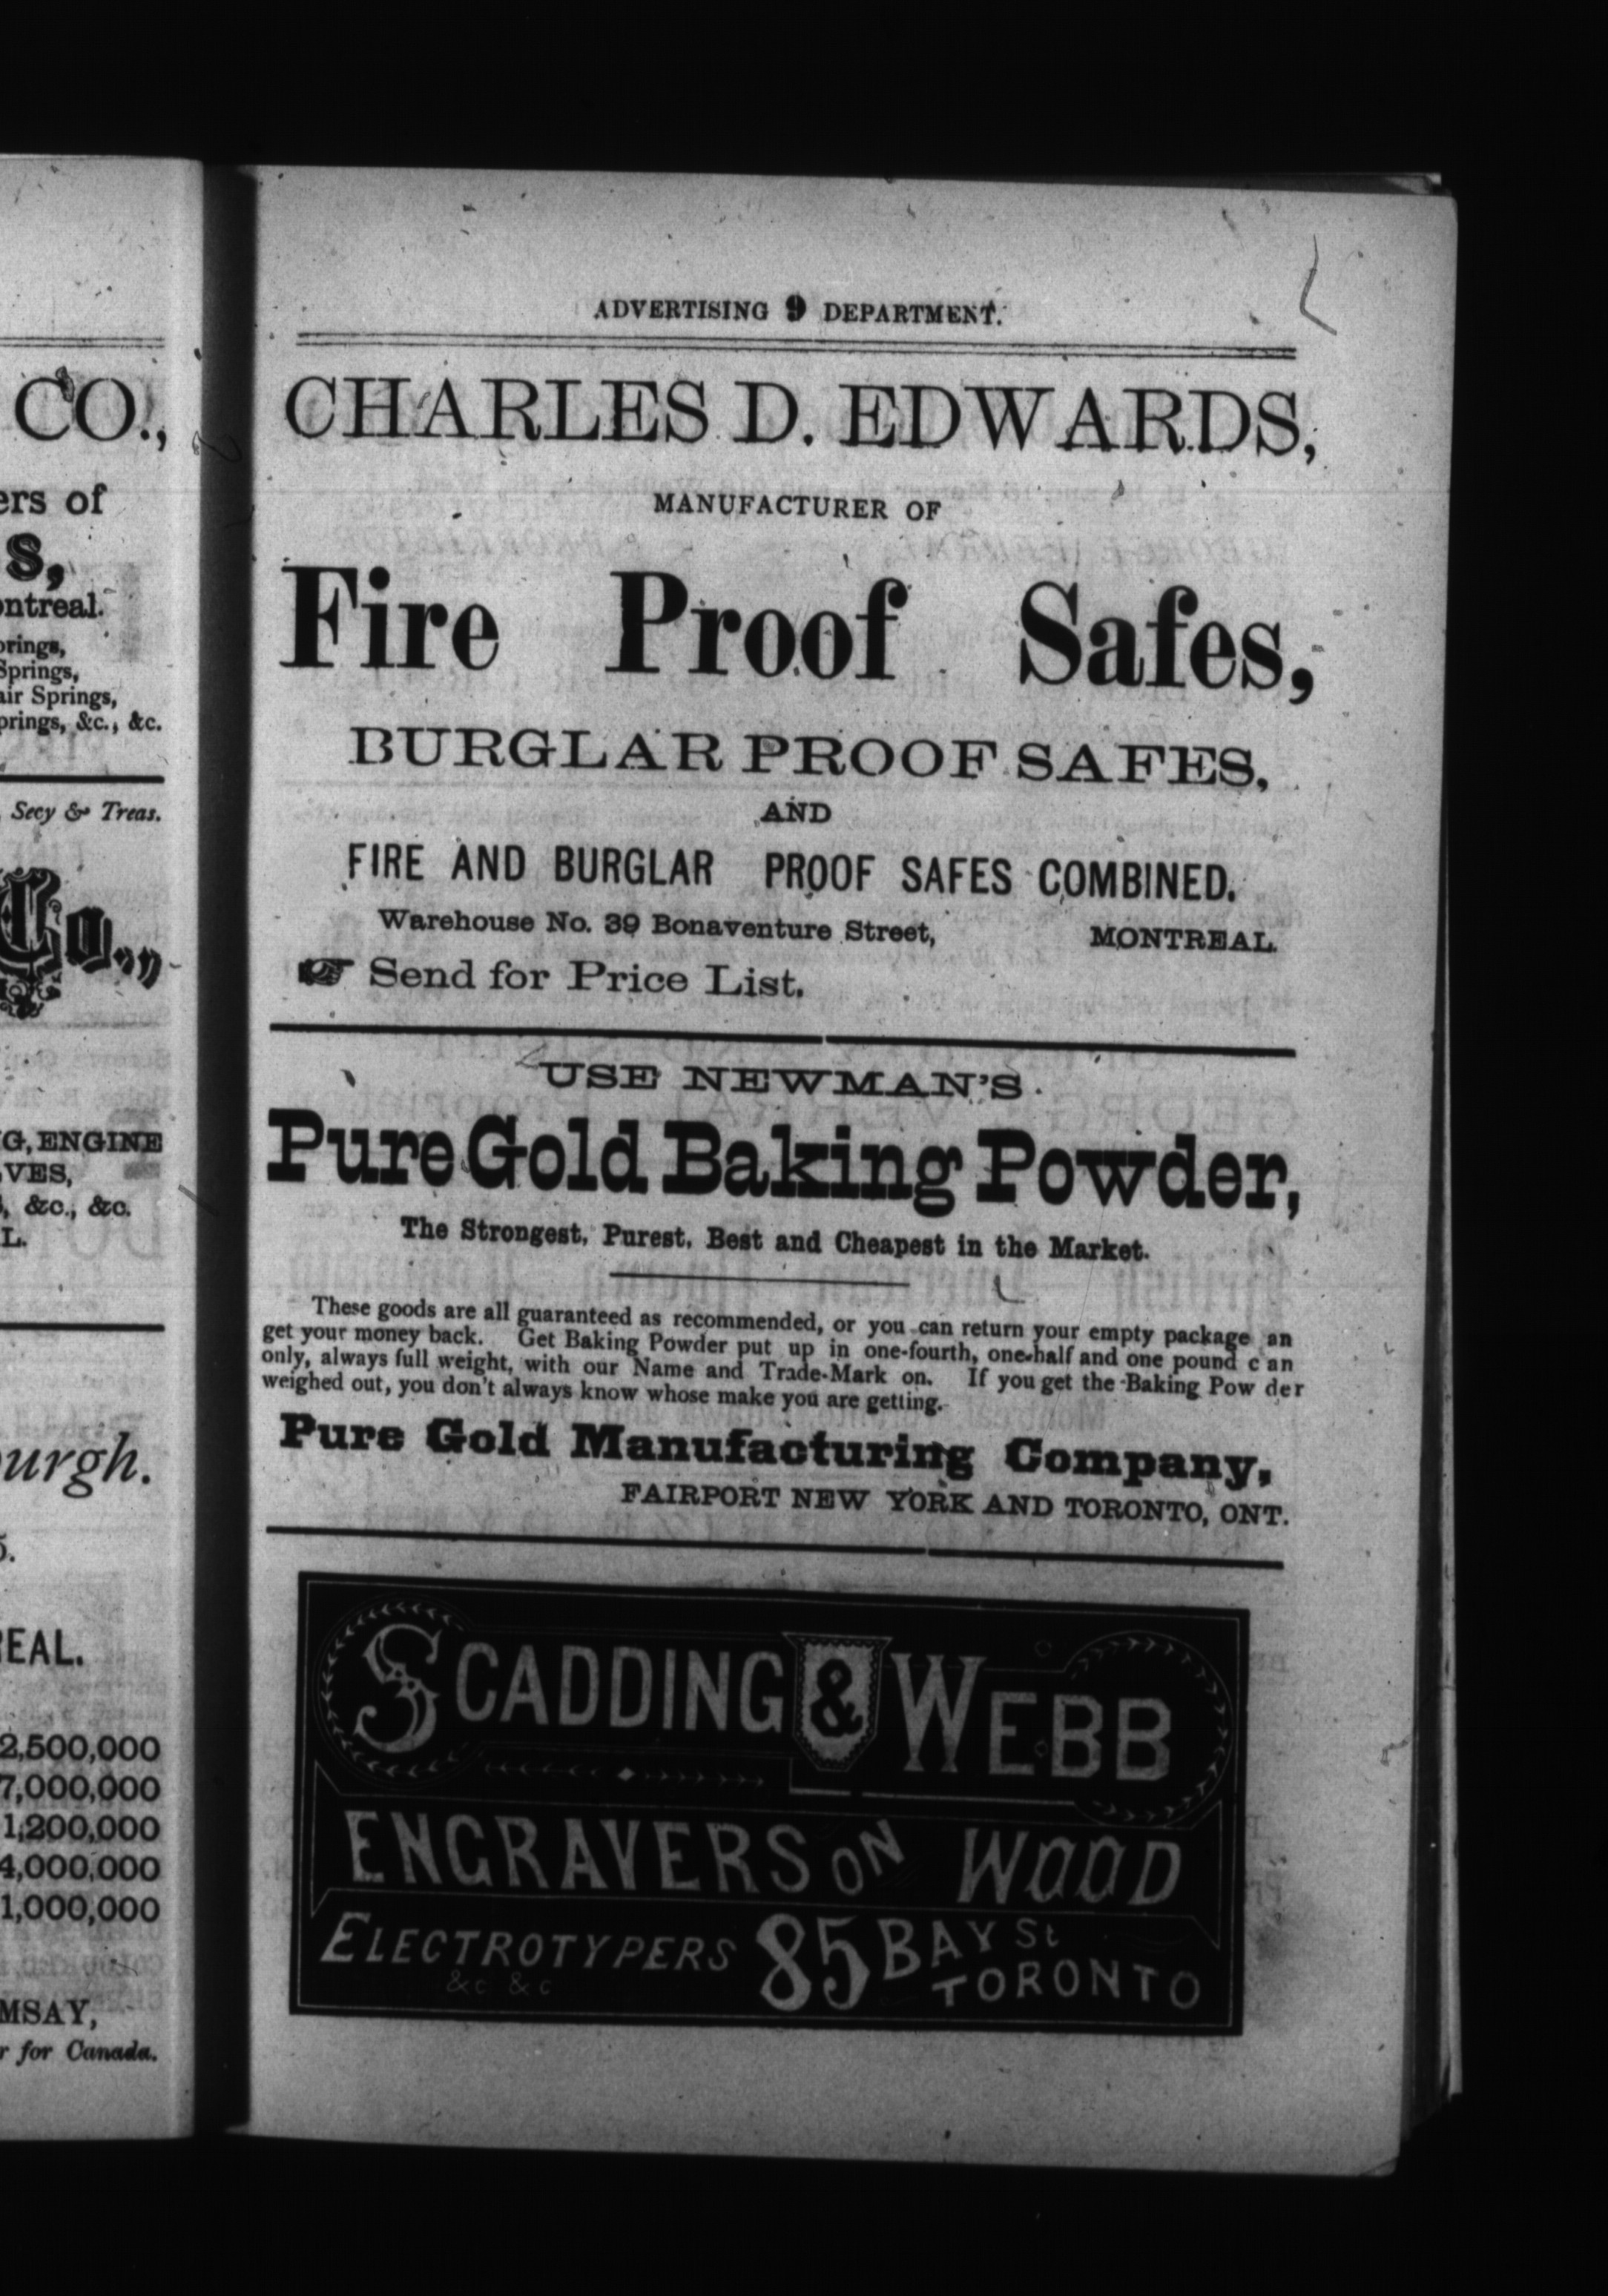 CO.,
ers of
s,
ontreal.
prings,
Springs,
air Springs,
prings, &c., &c.
Secy & Treas.
Co.,,
G, ENGINE
VES,
, &c., &c.
L.
urgh.
5.
EAL.
2,500,000
7,000,000
1,200,000
4,000,000
1,000,000
MSAY,
r for Canada.
ADVERTISING 9 DEPARTMENT.
CHARLES D. EDWARDS,
MANUFACTURER OF
Fire Proof Safes,
BURGLAR PROOF SAFES,
AND
FIRE AND BURGLAR PROOF SAFES COMBINED.
Warehouse No. 39 Bonaventure Street, MONTREAL
☛ Send for Price List.
USE NEWMAN'S
Pure Gold Baking Powder,
The Strongest, Purest, Best and Cheapest in the Market.
These goods are all guaranteed as recommended, or you can return your empty package an
get your money back. Get Baking Powder put up in one-fourth, one-half and one pound c an
only, always full weight, with our Name and Trade-Mark on. If you get the Baking Pow der
weighed out, you don't always know whose make you are getting.
Pure Gold Manufacturing Company,
FAIRPORT NEW YORK AND TORONTO, ONT.
SCADDING & WEBB
ENGRAVERS ON WOOD
ELECTROTYPERS 85 BAY St
&c &c TORONTO